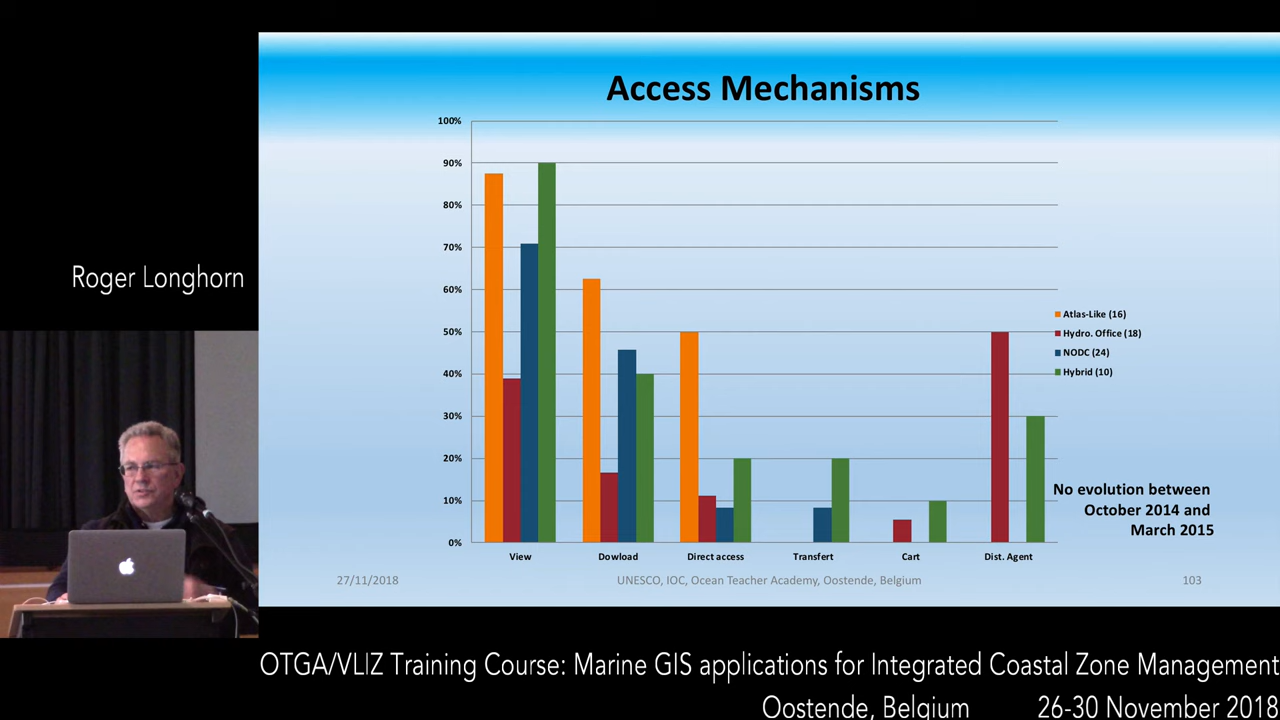 Access Mechanisms
100%
90%
80%
70%
60%
50%
40%
30%
20%
10%
0%
View
Dowload
Direct access
Transfert
Cart
Dist. Agent
Atlas-Like (16)
Hydro. Office (18)
NODC (24)
Hybrid (10)
No evolution between
October 2014 and
March 2015
27/11/2018
UNESCO, IOC, Ocean Teacher Academy, Oostende, Belgium
103
Roger Longhorn
OTGA/VLIZ Training Course: Marine GIS applications for Integrated Coastal Zone Management
Oostende, Belgium
26-30 November 2018